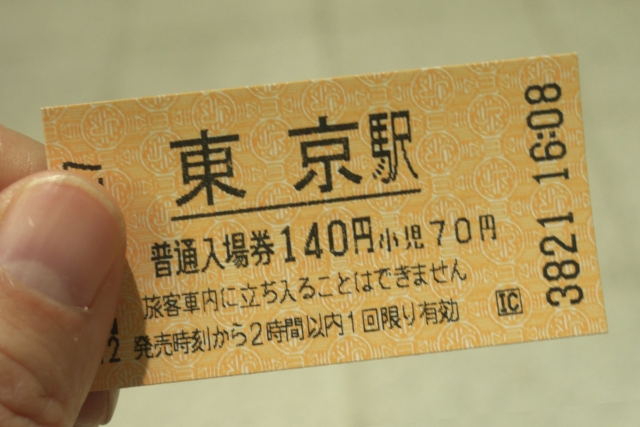 東京駅
普通入場券140円小児70円
旅客車内に立ち入ることはできません
発売時刻から2時間以内1回限り有効
IC
3821 16:08